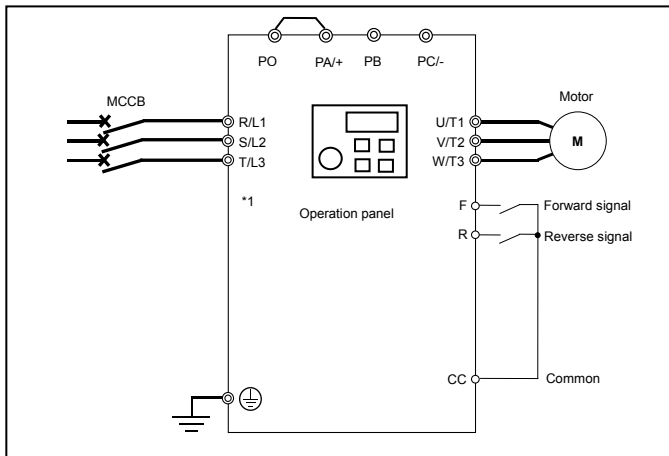 PO PA/+ PB PC/-
MCCB
Motor
R/L1
S/L2
T/L3
U/T1
V/T2
W/T3
M
*1
Operation panel
F
Forward signal
R
Reverse signal
CC
Common